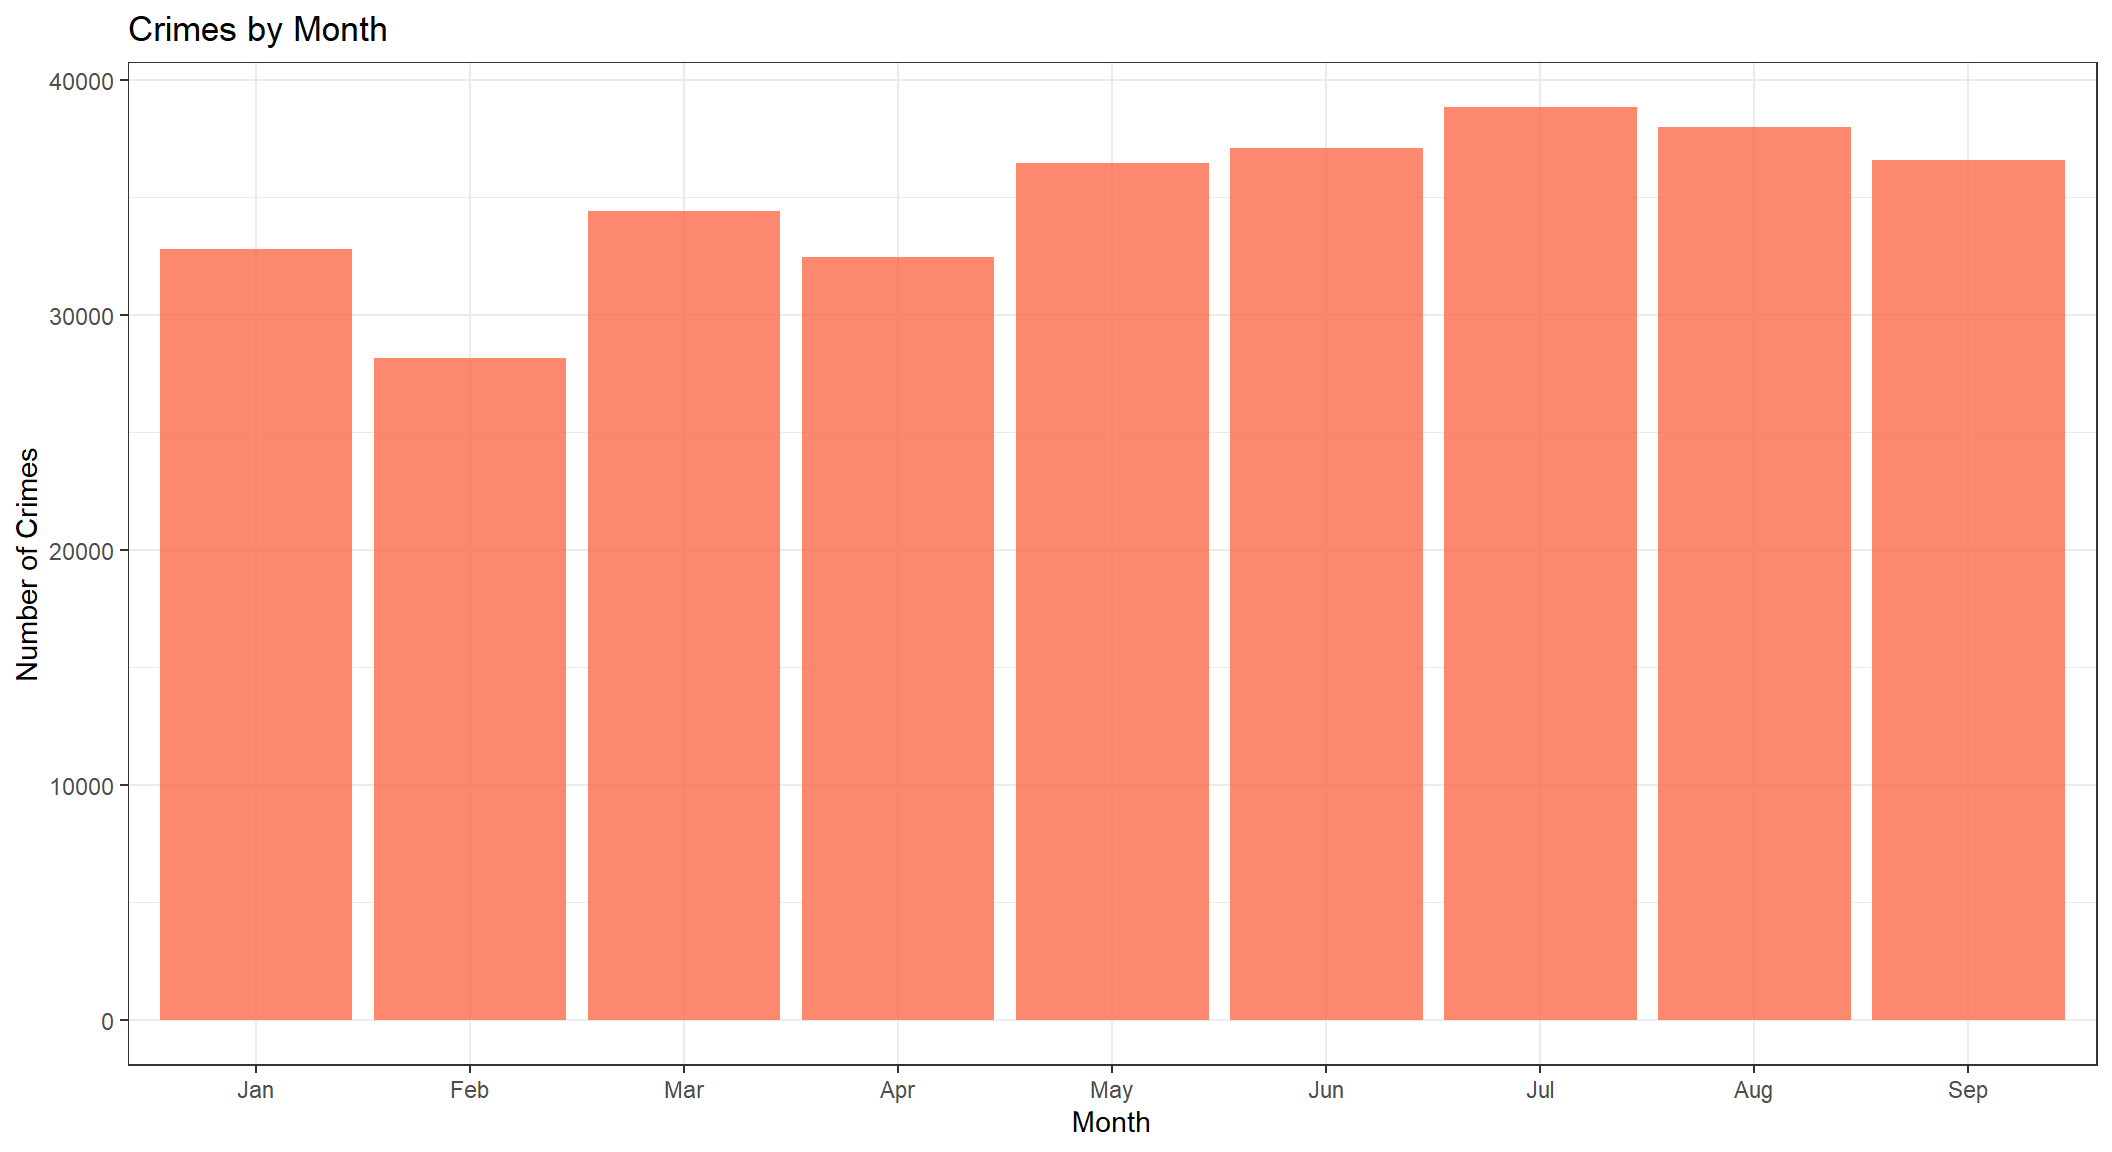 Crimes by Month
Number of Crimes
40000
30000
20000
10000
0
Jan Feb Mar Apr May Jun Jul Aug Sep
Month